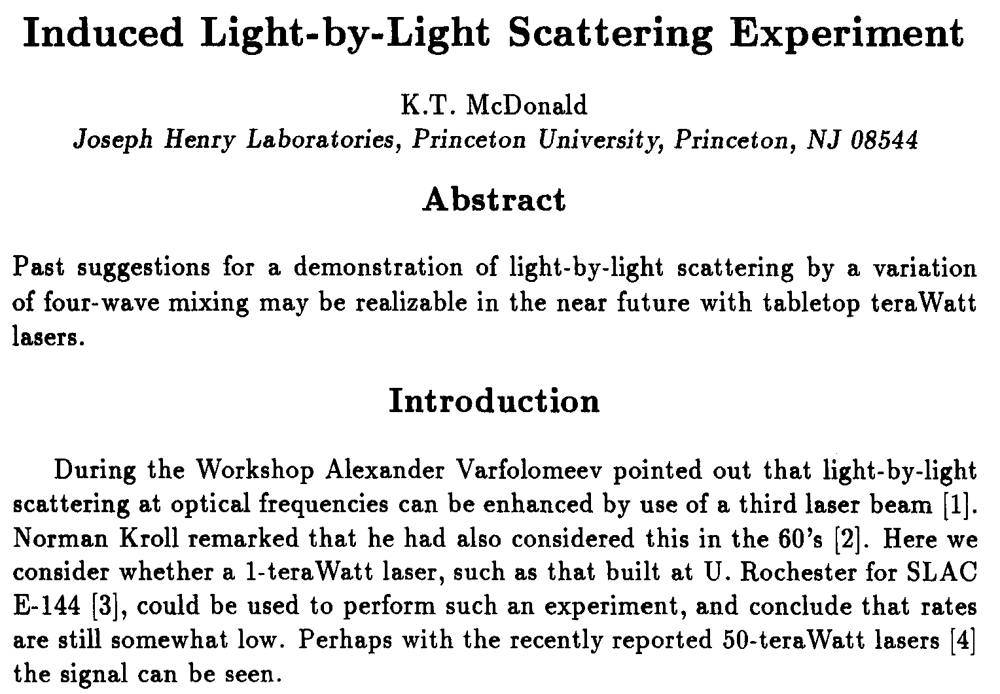 Induced Light-by-Light Scattering Experiment
K.T. McDonald
Joseph Henry Laboratories, Princeton University, Princeton, NJ 08544
Abstract
Past suggestions for a demonstration of light-by-light scattering by a variation
of four-wave mixing may be realizable in the near future with tabletop teraWatt
lasers.
Introduction
During the Workshop Alexander Varfolomeev pointed out that light-by-light
scattering at optical frequencies can be enhanced by use of a third laser beam [1].
Norman Kroll remarked that he had also considered this in the 60's [2]. Here we
consider whether a 1-teraWatt laser, such as that built at U. Rochester for SLAC
E-144 [3], could be used to perform such an experiment, and conclude that rates
are still somewhat low. Perhaps with the recently reported 50-teraWatt lasers [4]
the signal can be seen.